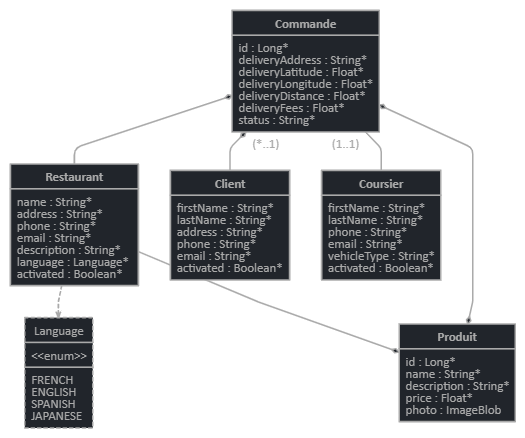 Commande
id : Long*
deliveryAddress : String*
deliveryLatitude : Float*
deliveryLongitude : Float*
deliveryDistance : Float*
deliveryFees : Float*
status : String*
(*..1)
(1..1)
Restaurant
name : String*
address : String*
phone : String*
email : String*
description : String*
language : Language*
activated : Boolean*
Client
firstName : String*
lastName : String*
address : String*
phone : String*
email : String*
activated : Boolean*
Coursier
firstName : String*
lastName : String*
phone : String*
email : String*
vehicleType : String*
activated : Boolean*
Language
<<enum>>
FRENCH
ENGLISH
SPANISH
JAPANESE
Produit
id : Long*
name : String*
description : String*
price : Float*
photo : ImageBlob